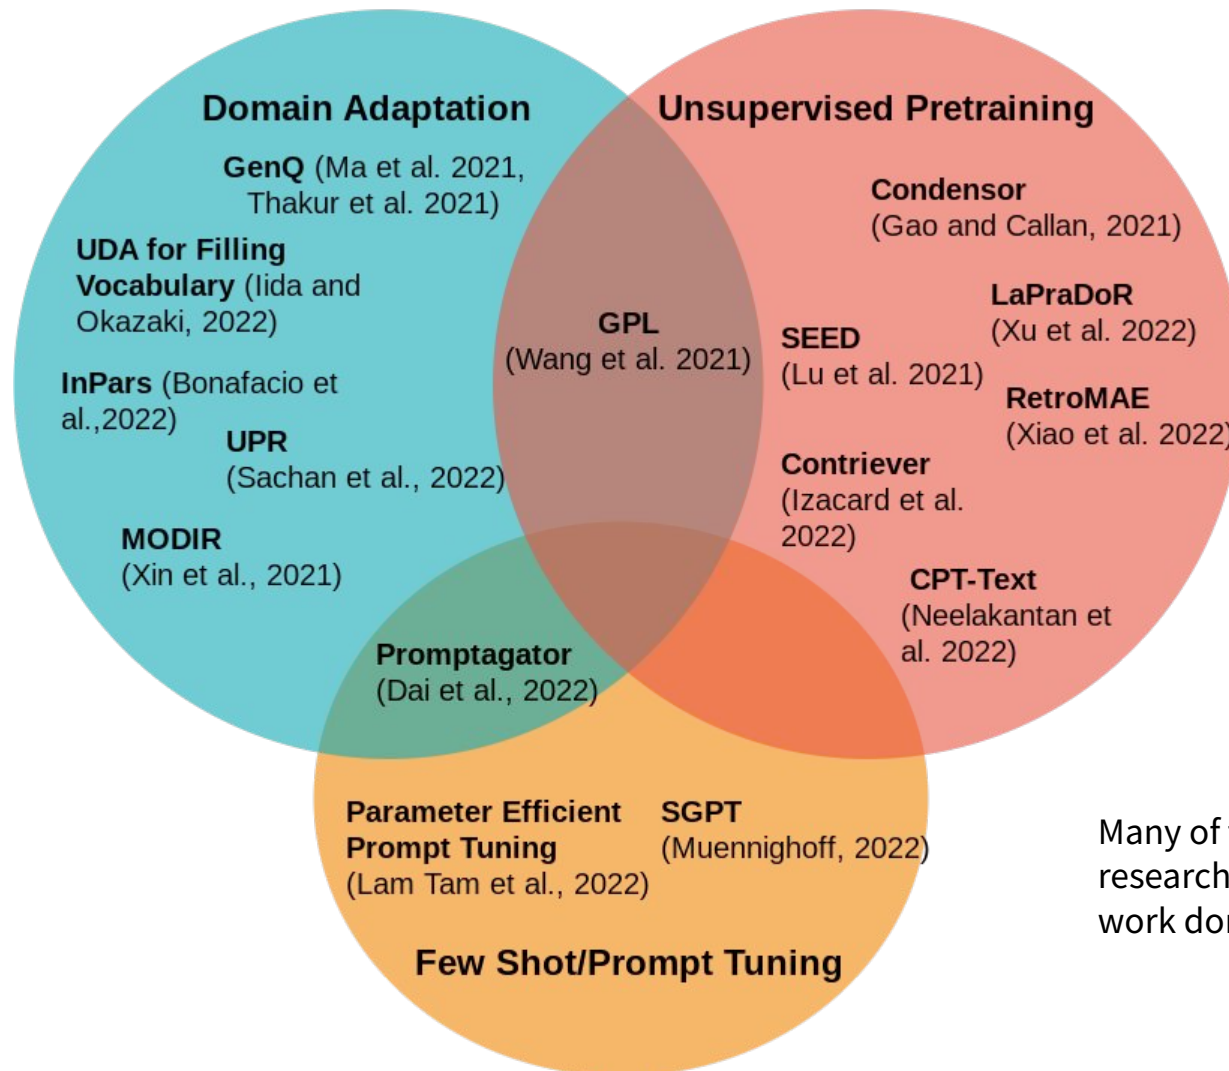 Domain Adaptation
Unsupervised Pretraining
GenQ (Ma et al. 2021,
Thakur et al. 2021)
UDA for Filling
Vocabulary (Iida and
Okazaki, 2022)
InPars (Bonafacio et
al.,2022)
UPR
(Sachan et al., 2022)
MODIR
(Xin et al., 2021)
GPL
(Wang et al. 2021)
Condensor
(Gao and Callan, 2021)
LaPraDoR
(Xu et al. 2022)
SEED
(Lu et al. 2021)
RetroMAE
(Xiao et al. 2022)
Contriever
(Izacard et al.
2022)
CPT-Text
(Neelakantan et
al. 2022)
Promptagator
(Dai et al., 2022)
Parameter Efficient
Prompt Tuning
(Lam Tam et al., 2022)
SGPT
(Muennighoff, 2022)
Few Shot/Prompt Tuning
Many of
research
work